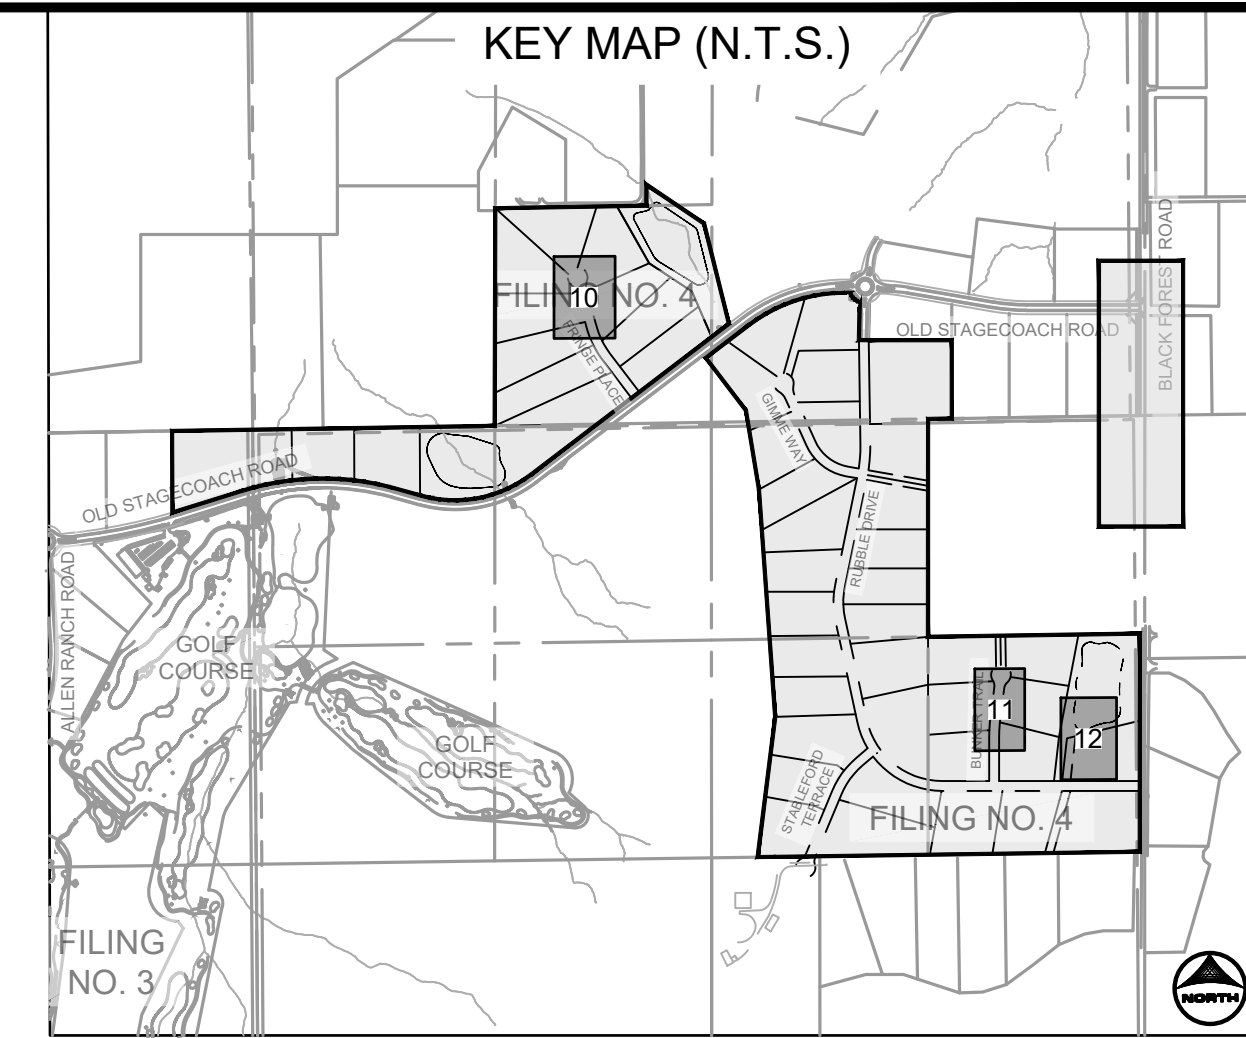 KEY MAP (N.T.S.)
BLACK FOREST ROAD
FILING NO. 4
10
OLD STAGECOACH ROAD
FRINGE PLACE
GIMME WAY
OLD STAGECOACH ROAD
RUBBLE DRIVE
ALLEN RANCH ROAD
GOLF
COURSE
BUNKER TRAIL
11
12
GOLF
COURSE
STABLEFORD
TERRACE
FILING NO. 4
FILING
NO. 3
NORTH